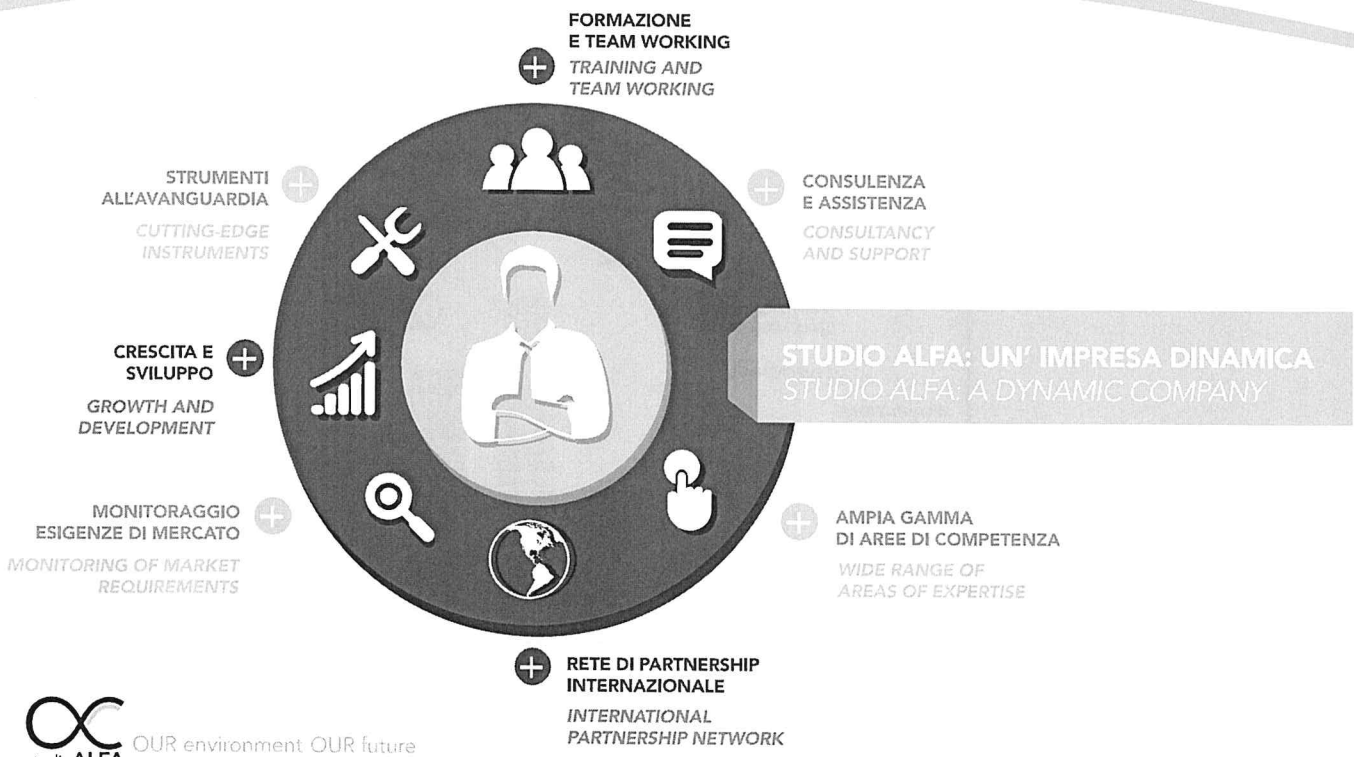 FORMAZIONE
E TEAM WORKING
TRAINING AND
TEAM WORKING
STRUMENTI
ALL'AVANGUARDIA
CUTTING-EDGE
INSTRUMENTS
CONSULENZA
E ASSISTENZA
CONSULTANCY
AND SUPPORT
CRESCITA E
SVILUPPO
GROWTH AND
DEVELOPMENT
STUDIO ALFA: UN' IMPRESA DINAMICA
STUDIO ALFA: A DYNAMIC COMPANY
MONITORAGGIO
ESIGENZE DI MERCATO
MONITORING OF MARKET
REQUIREMENTS
AMPIA GAMMA
DI AREE DI COMPETENZA
WIDE RANGE OF
AREAS OF EXPERTISE
RETE DI PARTNERSHIP
INTERNAZIONALE
INTERNATIONAL
PARTNERSHIP NETWORK
OUR environment OUR future
ALFA